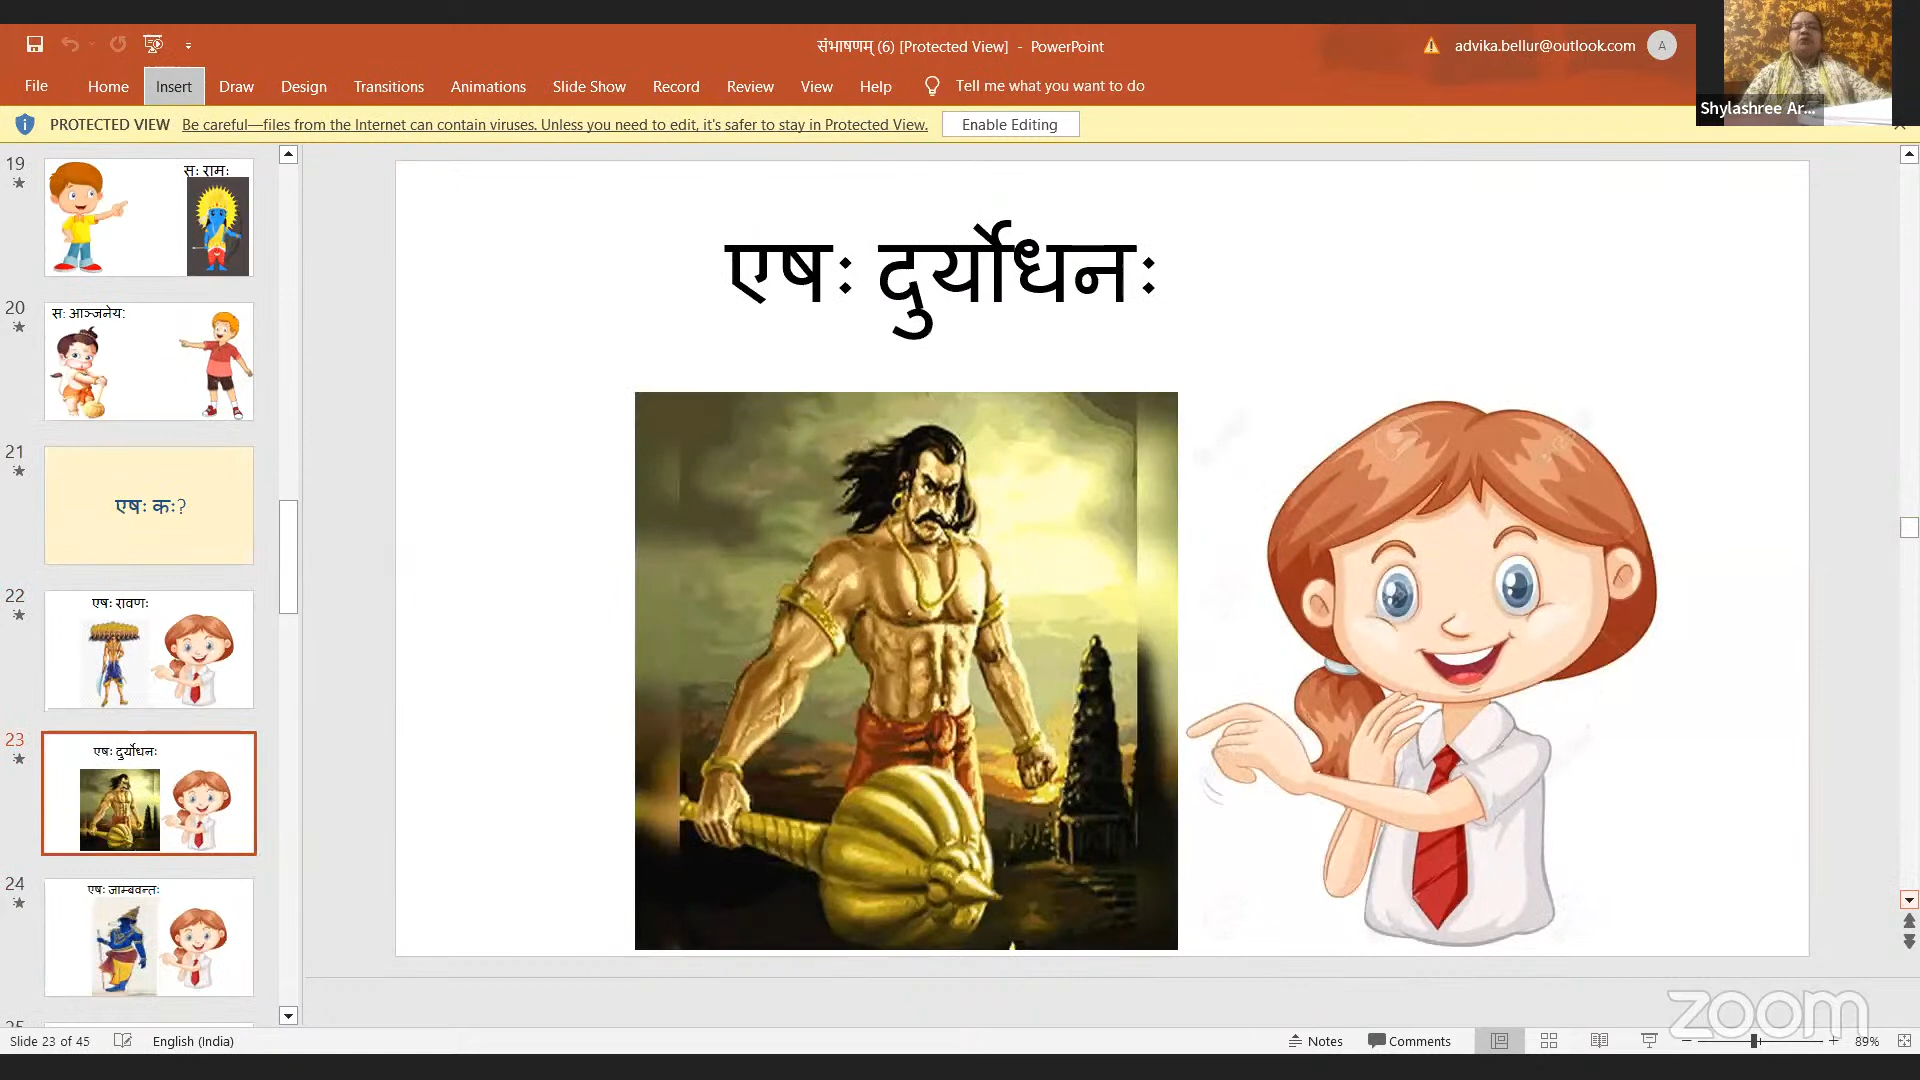 संभाषणम् (6) [Protected View] - PowerPoint
advika.bellur@outlook.com
A
File
Home
Insert
Draw
Design
Transitions
Animations
Slide Show
Record
Review
View
Help
Tell me what you want to do
Shylashree Ar...
PROTECTED VIEW
Be careful—files from the Internet can contain viruses. Unless you need to edit, it's safer to stay in Protected View.
Enable Editing
19
सः रामः
20
सः आञ्जनेय:
21
एषः कः?
22
एषः रावणः
23
एषः दुर्योधनः
24
एषः जाम्बवन्तः
25
एषः दुर्योधनः
zoom
Slide 23 of 45
English (India)
Notes
Comments
89%